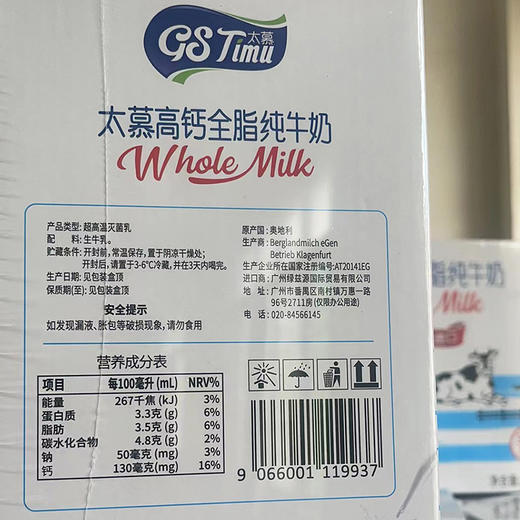 GS Timu 太慕
太慕高钙全脂纯牛奶
Whole Milk
产品类型: 超高温灭菌乳
配 料: 生牛乳。
贮藏条件: 开封前, 常温保存, 置于阴凉干燥处;
开封后, 请置于3-6°C冷藏, 并在3天内喝完。
生产日期: 见包装盒顶
保质期(至): 见包装盒顶
安全提示
如发现漏液、胀包等破损现象, 请勿食用
原产国: 奥地利
生产商: Berglandmilch eGen
Betrieb Klagenfurt
生产企业所在国家注册编号: AT20141EG
进口商: 广州绿兹源国际贸易有限公司
地 址: 广州市番禺区南村镇万惠一路
96号2711房 (仅限办公用途)
电 话: 020-84566145
营养成分表
项目 每100毫升 (mL) NRV%
能量 267千焦 (kJ) 3%
蛋白质 3.3克 (g) 6%
脂肪 3.5克 (g) 6%
碳水化合物 4.8克 (g) 2%
钠 50毫克 (mg) 3%
钙 130毫克 (mg) 16%
9 066001 119937
脂纯牛奶
Milk